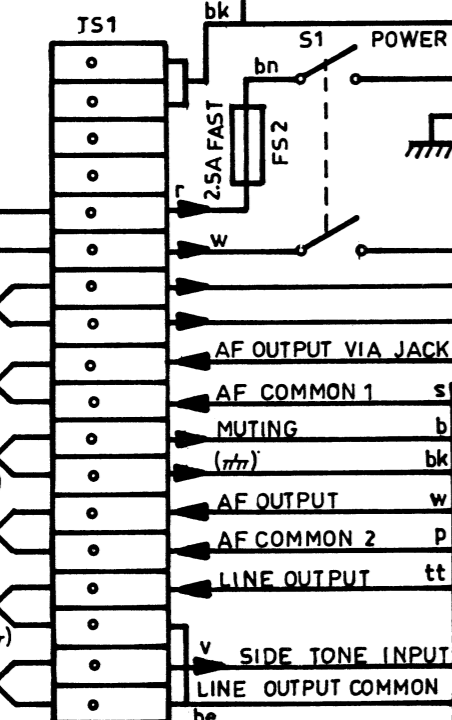 bk
JS1
S1 POWER
bn
2.5A FAST
FS2
r
w
AF OUTPUT VIA JACK
AF COMMON 1 s
MUTING b
bk
AF OUTPUT w
AF COMMON 2 p
LINE OUTPUT tt
v SIDE TONE INPUT
LINE OUTPUT COMMON
be